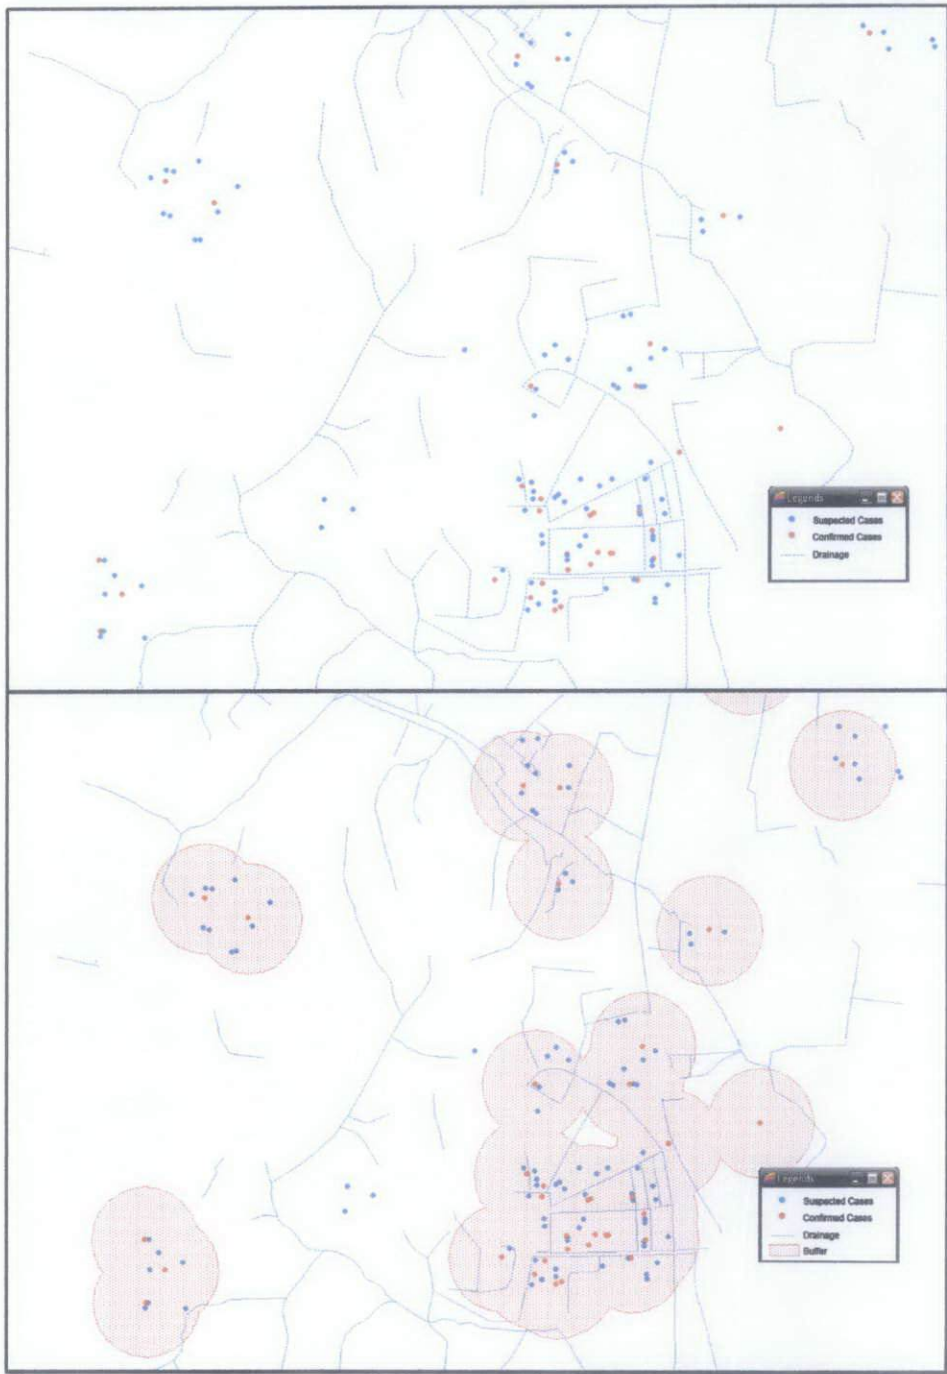 Legends
Suspected Cases
Confirmed Cases
Drainage
Legends
Suspected Cases
Confirmed Cases
Drainage
Buffer